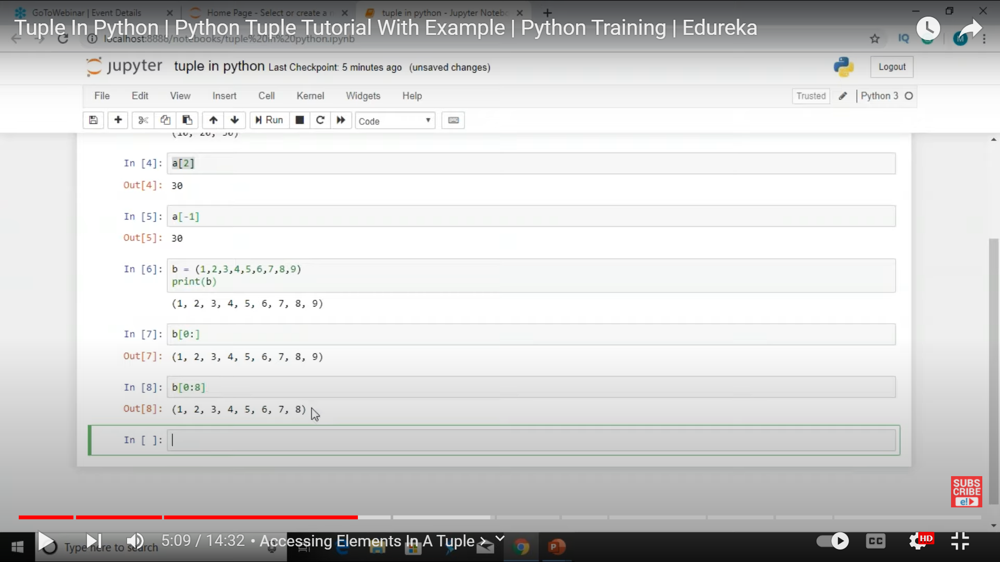 GoToWebinar | Event Details
Home Page - Select or create a n
tuple in python - Jupyter Notebo
Tuple In Python | Python Tuple Tutorial With Example | Python Training | Edureka
localhost:8888/notebooks/tuple%20in%20python.ipynb
IQ
M
jupyter tuple in python Last Checkpoint: 5 minutes ago (unsaved changes)
Logout
File Edit View Insert Cell Kernel Widgets Help
Trusted Python 3
Run Code
(10, 20, 30)
In [4]: a[2]
Out[4]: 30
In [5]: a[-1]
Out[5]: 30
In [6]: b = (1,2,3,4,5,6,7,8,9)
print(b)
(1, 2, 3, 4, 5, 6, 7, 8, 9)
In [7]: b[0:]
Out[7]: (1, 2, 3, 4, 5, 6, 7, 8, 9)
In [8]: b[0:8]
Out[8]: (1, 2, 3, 4, 5, 6, 7, 8)
In [ ]:
SUBS
CRIBE
e!
5:09 / 14:32 • Accessing Elements In A Tuple
CC
HD
Type here to search
P